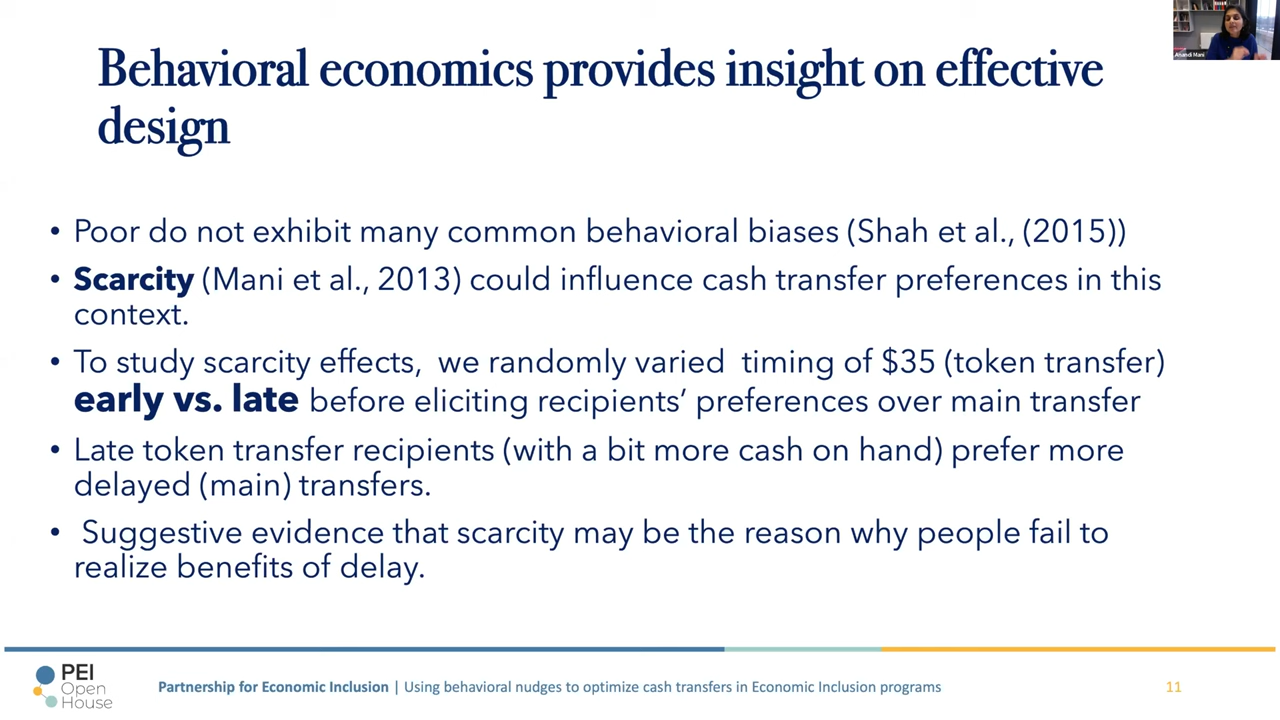 Behavioral economics provides insight on effective
design
• Poor do not exhibit many common behavioral biases (Shah et al., (2015))
• Scarcity (Mani et al., 2013) could influence cash transfer preferences in this
context.
• To study scarcity effects, we randomly varied timing of $35 (token transfer)
early vs. late before eliciting recipients’ preferences over main transfer
• Late token transfer recipients (with a bit more cash on hand) prefer more
delayed (main) transfers.
• Suggestive evidence that scarcity may be the reason why people fail to
realize benefits of delay.
Anandi Mani
PEI
Open
House
Partnership for Economic Inclusion | Using behavioral nudges to optimize cash transfers in Economic Inclusion programs
11